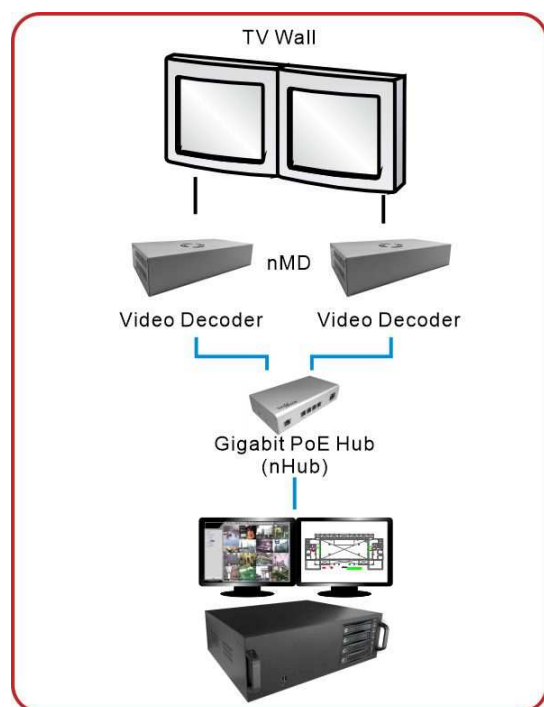 TV Wall
nMD
Video Decoder
Video Decoder
Gigabit PoE Hub
(nHub)